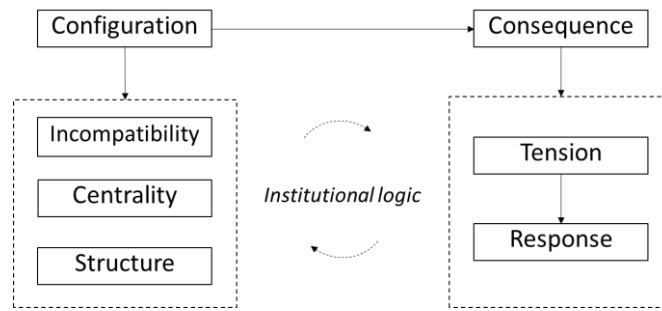 Configuration
Consequence
Incompatibility
Centrality
Structure
Institutional logic
Tension
Response